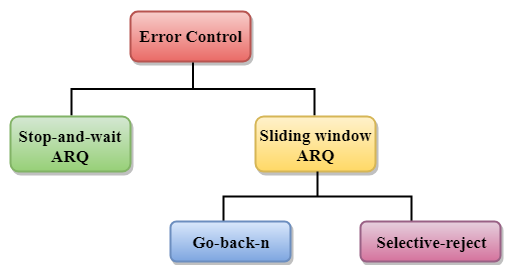 Error Control
Stop-and-wait
ARQ
Sliding window
ARQ
Go-back-n
Selective-reject